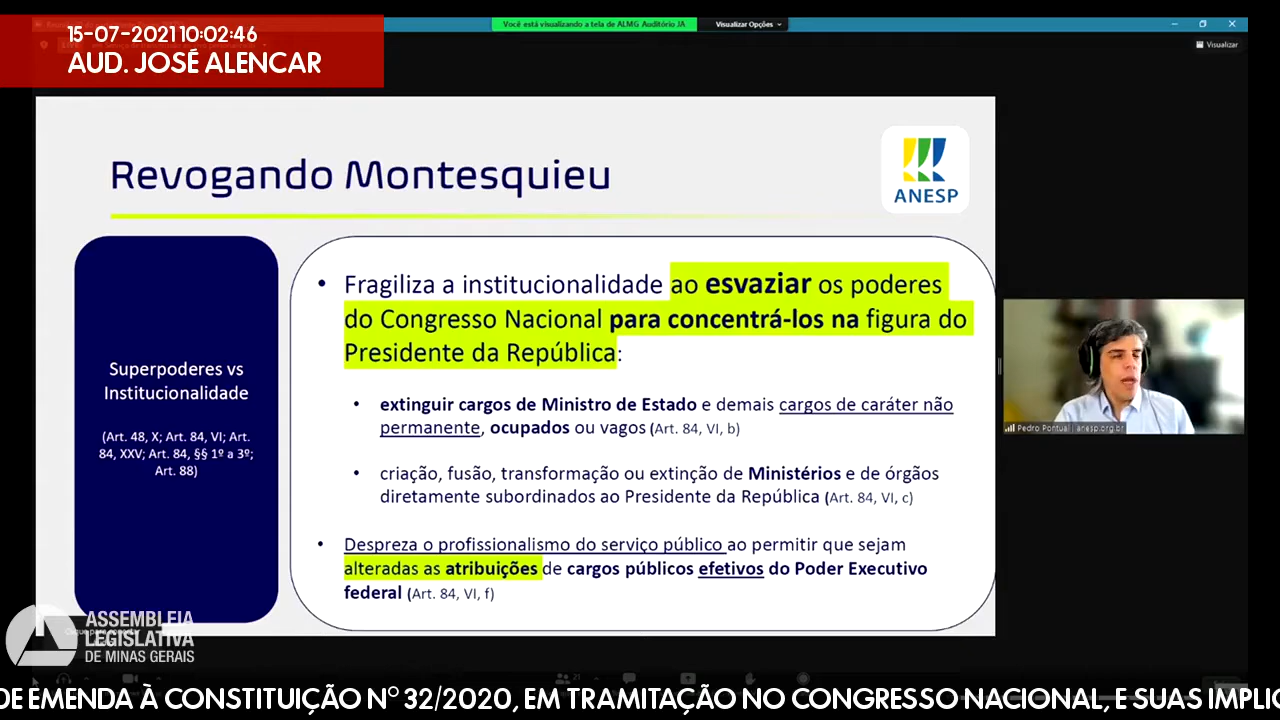 15-07-2021 10:02:46
AUD. JOSÉ ALENCAR
Você está visualizando a tela de ALMG Auditório JA
Visualizar Opções
Visualizar
Revogando Montesquieu
ANESP
Superpoderes vs
Institucionalidade
(Art. 48, X; Art. 84, VI; Art.
84, XXV; Art. 84, §§ 1º a 3º;
Art. 88)
• Fragiliza a institucionalidade ao esvaziar os poderes
do Congresso Nacional para concentrá-los na figura do
Presidente da República:
• extinguir cargos de Ministro de Estado e demais cargos de caráter não
permanente, ocupados ou vagos (Art. 84, VI, b)
• criação, fusão, transformação ou extinção de Ministérios e de órgãos
diretamente subordinados ao Presidente da República (Art. 84, VI, c)
• Despreza o profissionalismo do serviço público ao permitir que sejam
alteradas as atribuições de cargos públicos efetivos do Poder Executivo
federal (Art. 84, VI, f)
Pedro Pontual | anesp.org.br
ASSEMBLEIA
LEGISLATIVA
DE MINAS GERAIS
21
DE EMENDA À CONSTITUIÇÃO Nº 32/2020, EM TRAMITAÇÃO NO CONGRESSO NACIONAL, E SUAS IMPLIC